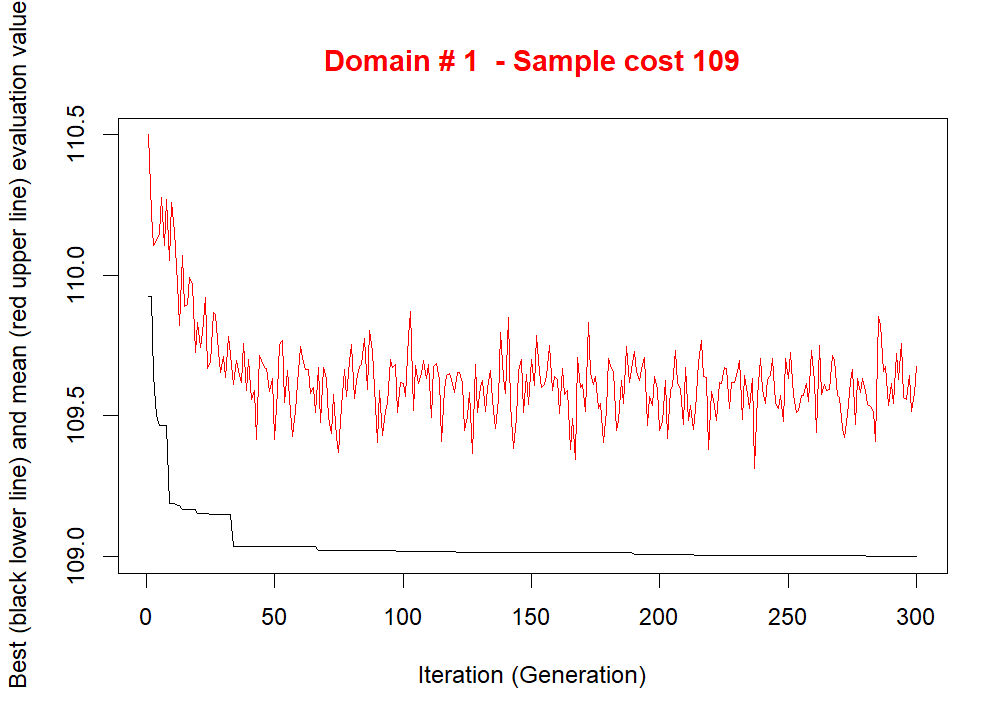 Domain # 1  - Sample cost 109
Best (black lower line) and mean (red upper line) evaluation value
110.5
110.0
109.5
109.0
0 50 100 150 200 250 300
Iteration (Generation)